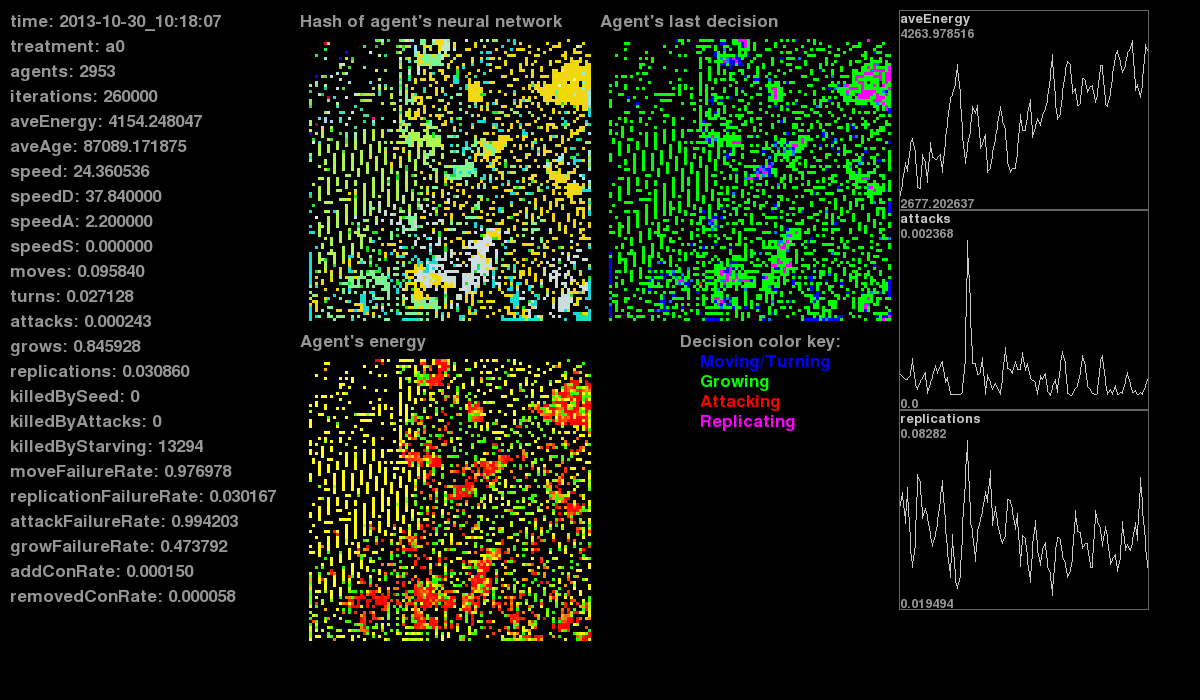 time: 2013-10-30_10:18:07
treatment: a0
agents: 2953
iterations: 260000
aveEnergy: 4154.248047
aveAge: 87089.171875
speed: 24.360536
speedD: 37.840000
speedA: 2.200000
speedS: 0.000000
moves: 0.095840
turns: 0.027128
attacks: 0.000243
grows: 0.845928
replications: 0.030860
killedBySeed: 0
killedByAttacks: 0
killedByStarving: 13294
moveFailureRate: 0.976978
replicationFailureRate: 0.030167
attackFailureRate: 0.994203
growFailureRate: 0.473792
addConRate: 0.000150
removedConRate: 0.000058
Hash of agent's neural network
Agent's last decision
Agent's energy
Decision color key:
Moving/Turning
Growing
Attacking
Replicating
aveEnergy
4263.978516
2677.202637
attacks
0.002368
0.0
replications
0.08282
0.019494